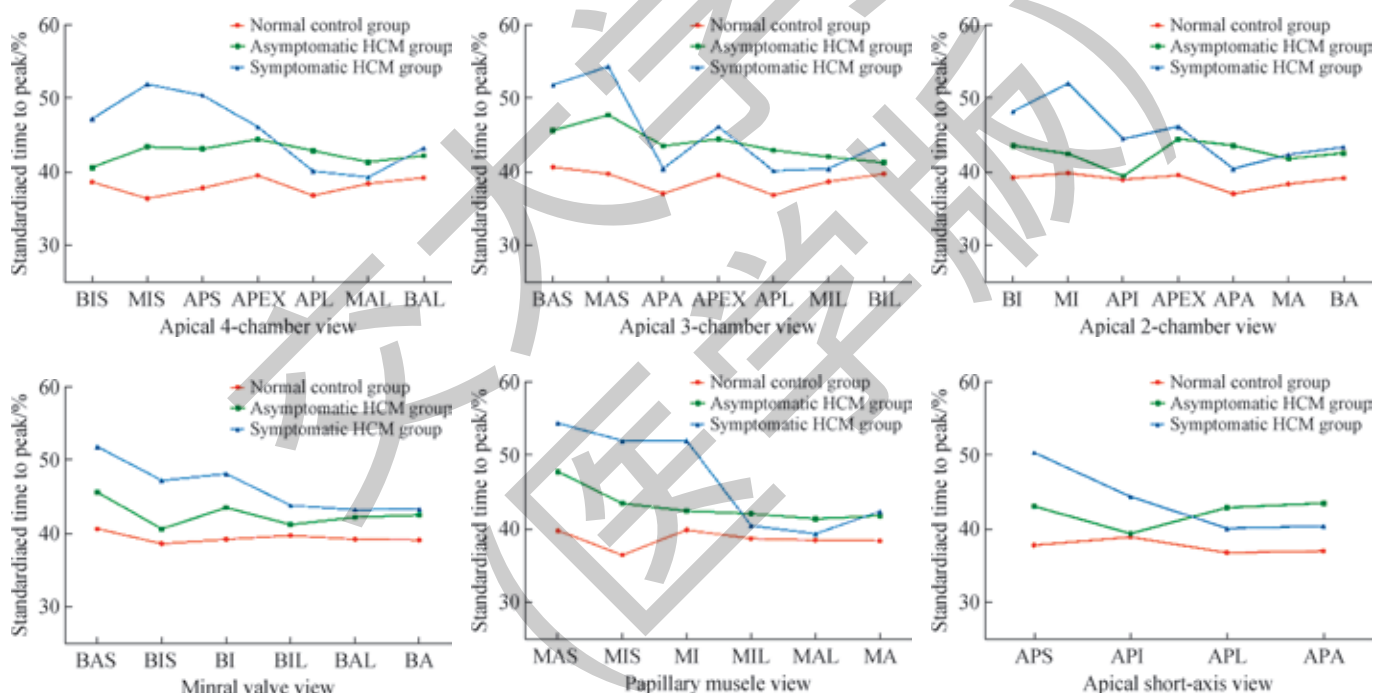 60
50
40
30
Standardiaed time to peak/%
Normal control group
Asymptomatic HCM group
Symptomatic HCM group
BIS MIS APS APEX APL MAL BAL
Apical 4-chamber view
60
50
40
30
Standardiaed time to peak/%
Normal control group
Asymptomatic HCM group
Symptomatic HCM group
BAS MAS APA APEX APL MIL BIL
Apical 3-chamber view
60
50
40
30
Standardiaed time to peak/%
Normal control group
Asymptomatic HCM group
Symptomatic HCM group
BI MI API APEX APA MA BA
Apical 2-chamber view
60
50
40
30
Standardiaed time to peak/%
Normal control group
Asymptomatic HCM group
Symptomatic HCM group
BAS BIS BI BIL BAL BA
Minral valve view
60
50
40
30
Standardiaed time to peak/%
Normal control group
Asymptomatic HCM group
Symptomatic HCM group
MAS MIS MI MIL MAL MA
Papillary musele view
60
50
40
30
Standardiaed time to peak/%
Normal control group
Asymptomatic HCM group
Symptomatic HCM group
APS API APL APA
Apical short-axis view
交大学
(医学版)